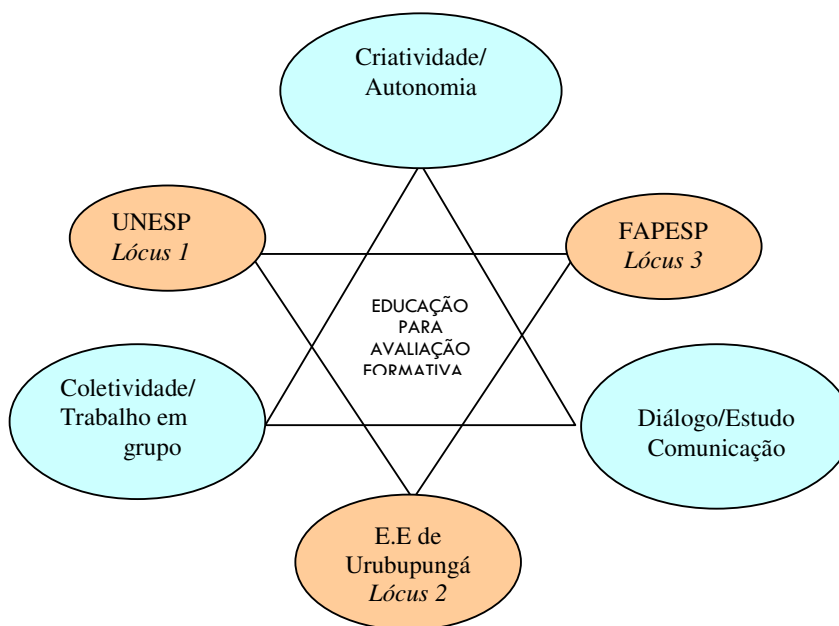 Criatividade/
Autonomia
UNESP
Lócus 1
FAPESP
Lócus 3
EDUCAÇÃO
PARA
AVALIAÇÃO
FORMATIVA
Coletividade/
Trabalho em
grupo
Diálogo/Estudo
Comunicação
E.E de
Urubupungá
Lócus 2